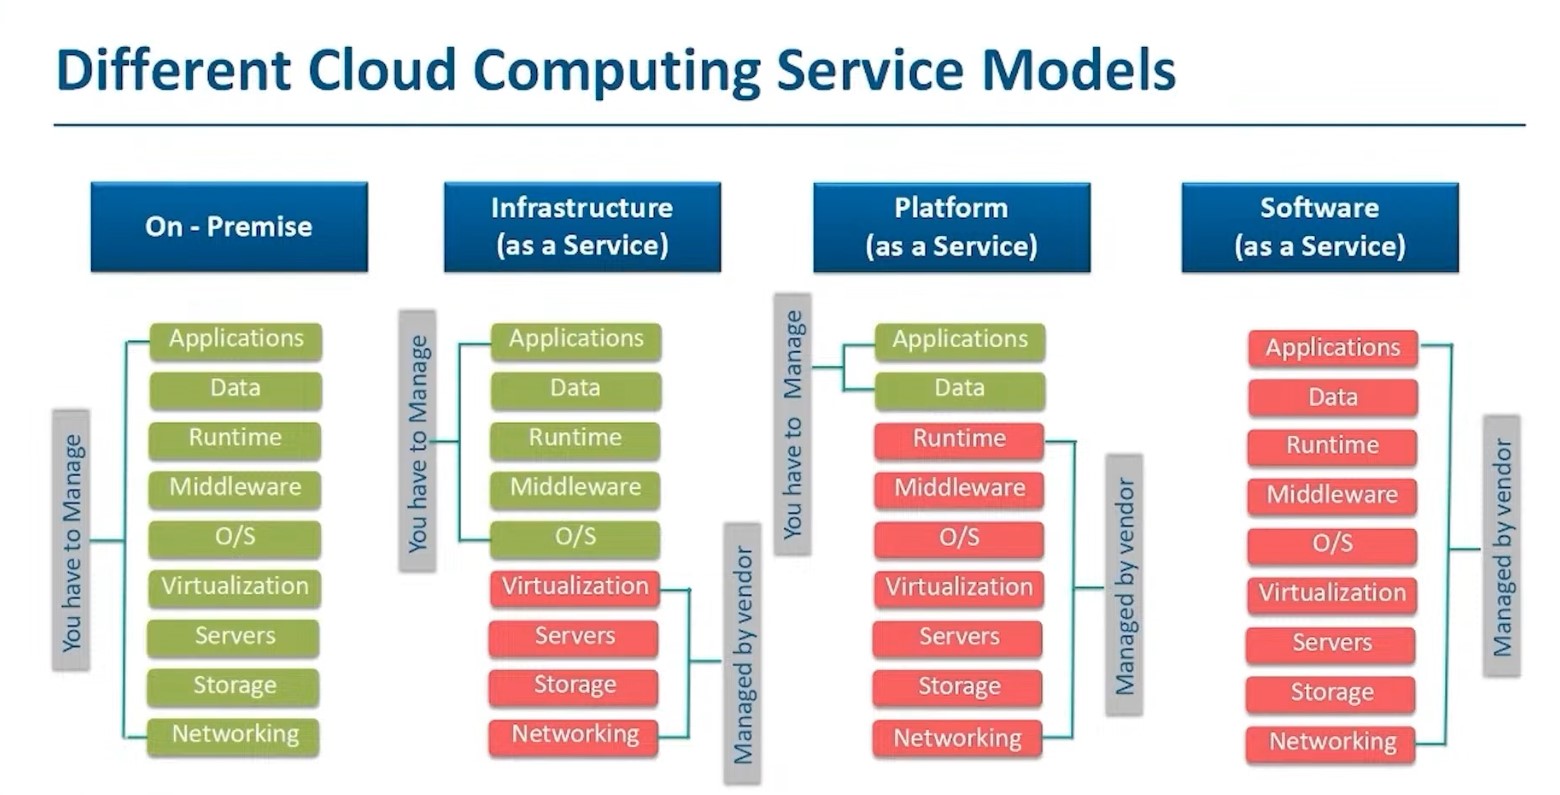 Different Cloud Computing Service Models
On - Premise
You have to Manage
Applications
Data
Runtime
Middleware
O/S
Virtualization
Servers
Storage
Networking
Infrastructure
(as a Service)
You have to Manage
Applications
Data
Runtime
Middleware
O/S
Virtualization
Servers
Storage
Networking
Managed by vendor
Platform
(as a Service)
You have to Manage
Applications
Data
Runtime
Middleware
O/S
Virtualization
Servers
Storage
Networking
Managed by vendor
Software
(as a Service)
Applications
Data
Runtime
Middleware
O/S
Virtualization
Servers
Storage
Networking
Managed by vendor